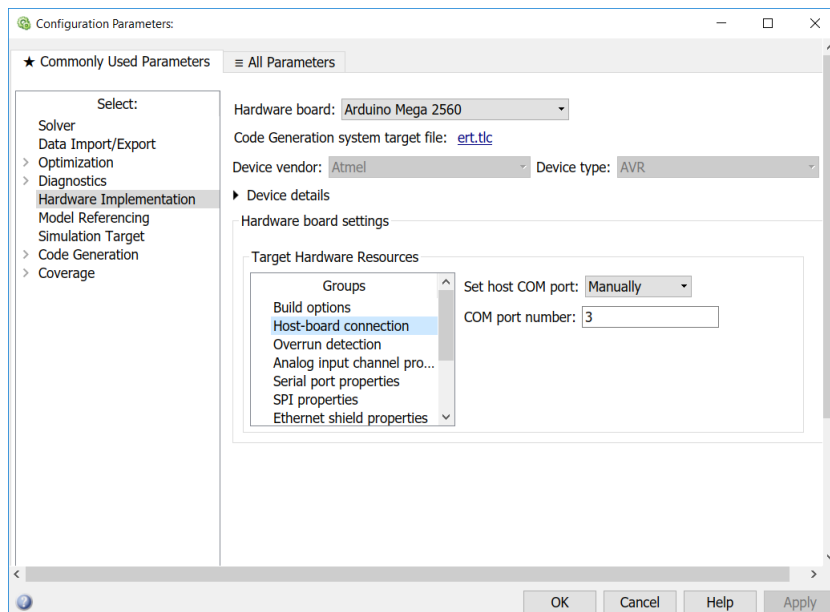 Configuration Parameters:
★ Commonly Used Parameters
≡ All Parameters
Select:
Solver
Data Import/Export
Optimization
Diagnostics
Hardware Implementation
Model Referencing
Simulation Target
Code Generation
Coverage
Hardware board: Arduino Mega 2560
Code Generation system target file: ert.tlc
Device vendor: Atmel Device type: AVR
Device details
Hardware board settings
Target Hardware Resources
Groups
Build options
Host-board connection
Overrun detection
Analog input channel pro...
Serial port properties
SPI properties
Ethernet shield properties
Set host COM port: Manually
COM port number: 3
OK Cancel Help Apply